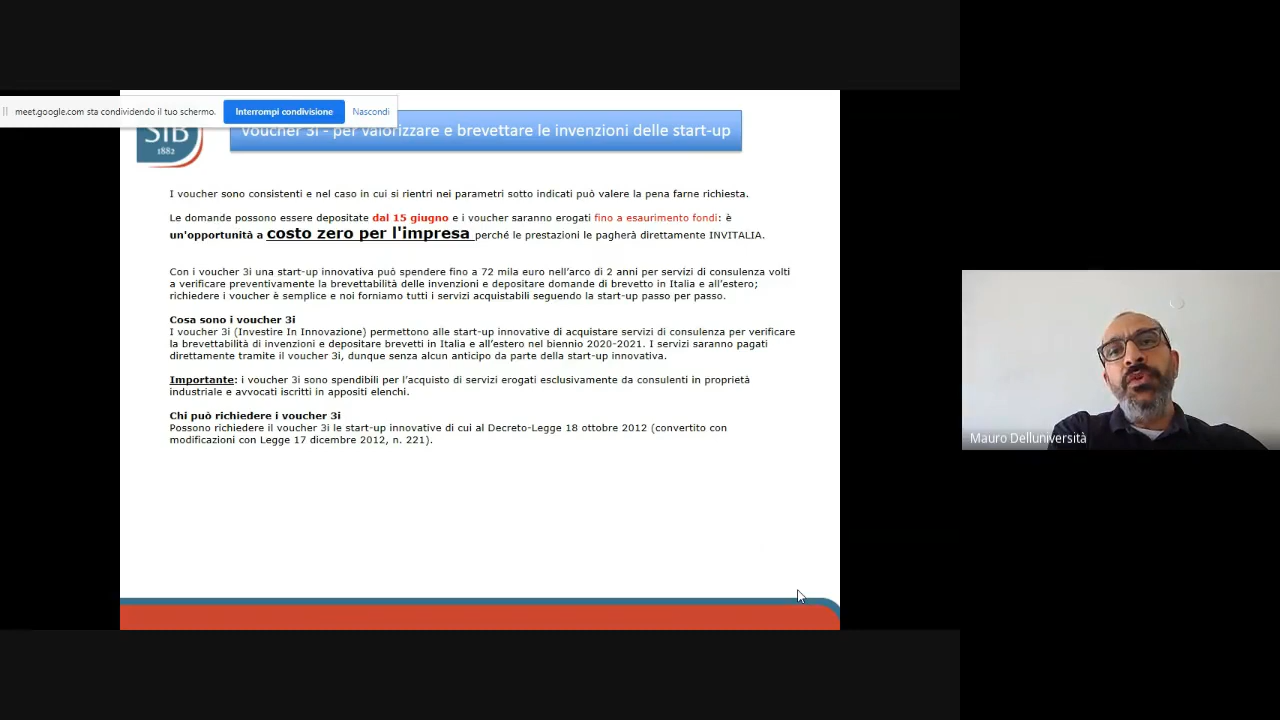 meet.google.com sta condividendo il tuo schermo.
Interrompi condivisione
Nascondi
SIB
1882
Voucher 3i - per valorizzare e brevettare le invenzioni delle start-up
I voucher sono consistenti e nel caso in cui si rientri nei parametri sotto indicati può valere la pena farne richiesta.
Le domande possono essere depositate dal 15 giugno e i voucher saranno erogati fino a esaurimento fondi: è
un'opportunità a costo zero per l'impresa perché le prestazioni le pagherà direttamente INVITALIA.
Con i voucher 3i una start-up innovativa può spendere fino a 72 mila euro nell'arco di 2 anni per servizi di consulenza volti
a verificare preventivamente la brevettabilità delle invenzioni e depositare domande di brevetto in Italia e all'estero;
richiedere i voucher è semplice e noi forniamo tutti i servizi acquistabili seguendo la start-up passo per passo.
Cosa sono i voucher 3i
I voucher 3i (Investire In Innovazione) permettono alle start-up innovative di acquistare servizi di consulenza per verificare
la brevettabilità di invenzioni e depositare brevetti in Italia e all'estero nel biennio 2020-2021. I servizi saranno pagati
direttamente tramite il voucher 3i, dunque senza alcun anticipo da parte della start-up innovativa.
Importante: i voucher 3i sono spendibili per l'acquisto di servizi erogati esclusivamente da consulenti in proprietà
industriale e avvocati iscritti in appositi elenchi.
Chi può richiedere i voucher 3i
Possono richiedere il voucher 3i le start-up innovative di cui al Decreto-Legge 18 ottobre 2012 (convertito con
modificazioni con Legge 17 dicembre 2012, n. 221).
Mauro Delluniversità